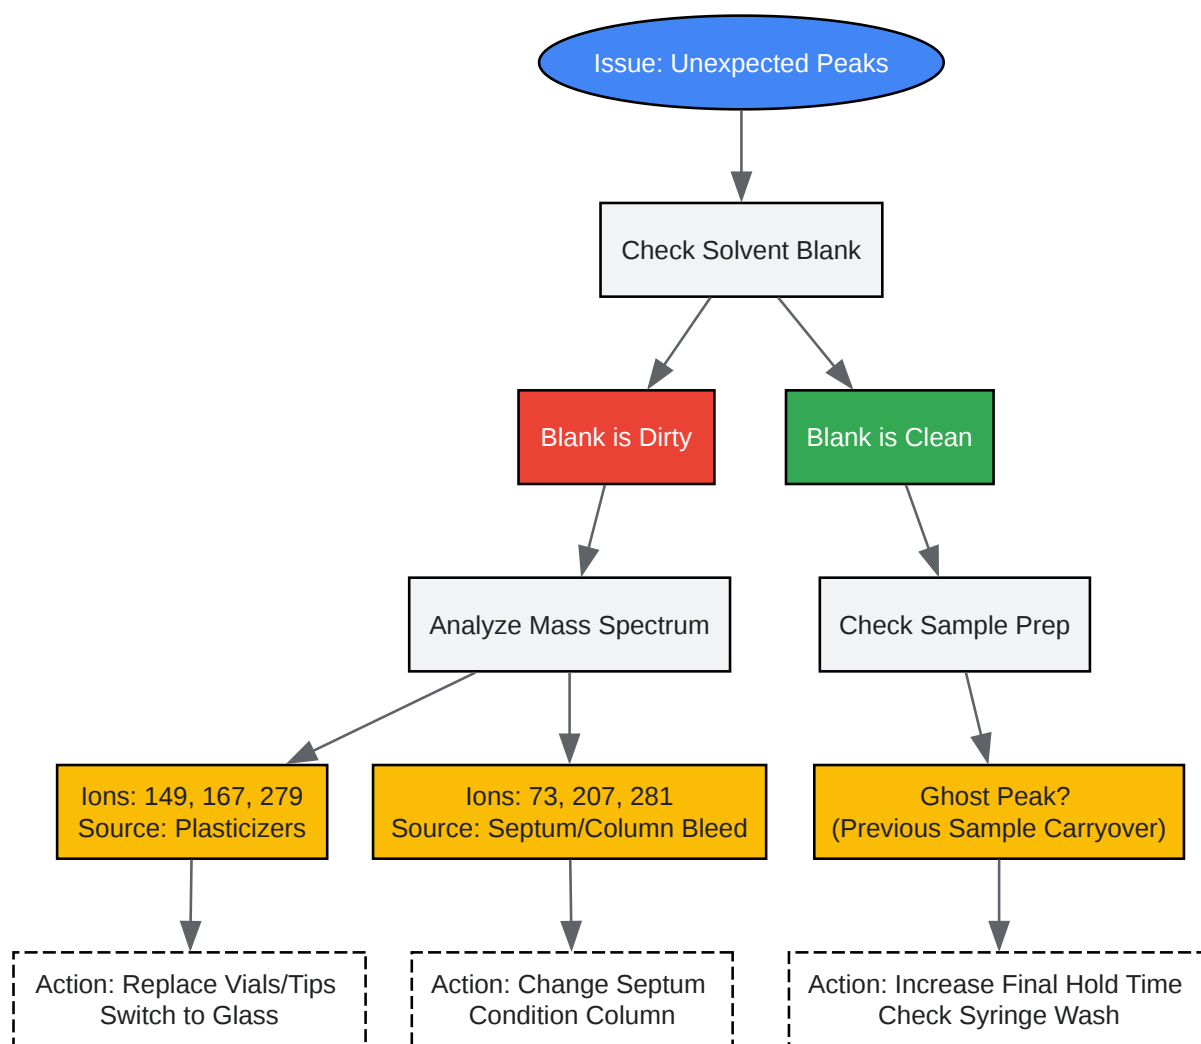 Issue: Unexpected Peaks
Check Solvent Blank
Blank is Dirty
Blank is Clean
Analyze Mass Spectrum
Check Sample Prep
Ions: 149, 167, 279
Source: Plasticizers
Ions: 73, 207, 281
Source: Septum/Column Bleed
Ghost Peak?
(Previous Sample Carryover)
Action: Replace Vials/Tips
Switch to Glass
Action: Change Septum
Condition Column
Action: Increase Final Hold Time
Check Syringe Wash